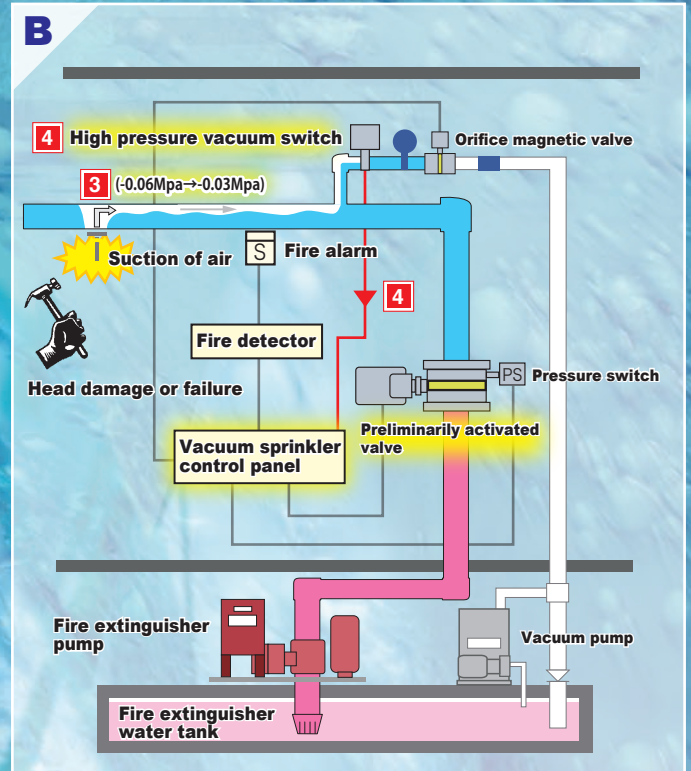 B
4 High pressure vacuum switch
Orifice magnetic valve
3 (-0.06Mpa→-0.03Mpa)
Suction of air
S
Fire alarm
4
Head damage or failure
Fire detector
PS
Pressure switch
Preliminarily activated
valve
Vacuum sprinkler
control panel
Fire extinguisher
pump
Vacuum pump
Fire extinguisher
water tank